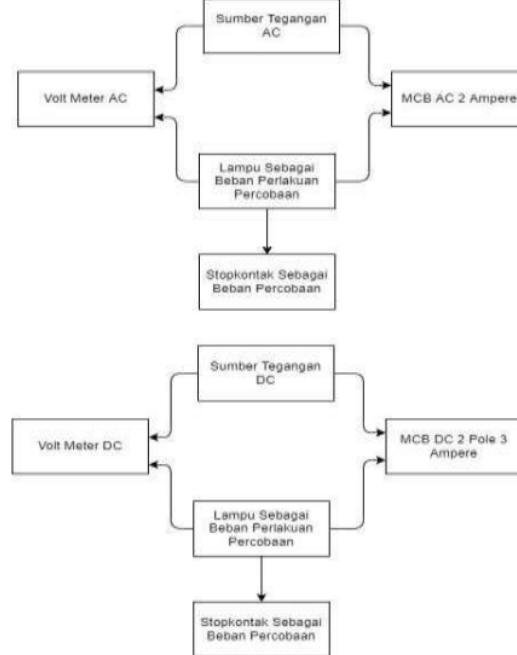 Sumber Tegangan
AC
Volt Meter AC
MCB AC 2 Ampere
Lampu Sebagai
Beban Perlakuan
Percobaan
Stopkontak Sebagai
Beban Percobaan
Sumber Tegangan
DC
Volt Meter DC
MCB DC 2 Pole 3
Ampere
Lampu Sebagai
Beban Perlakuan
Percobaan
Stopkontak Sebagai
Beban Percobaan